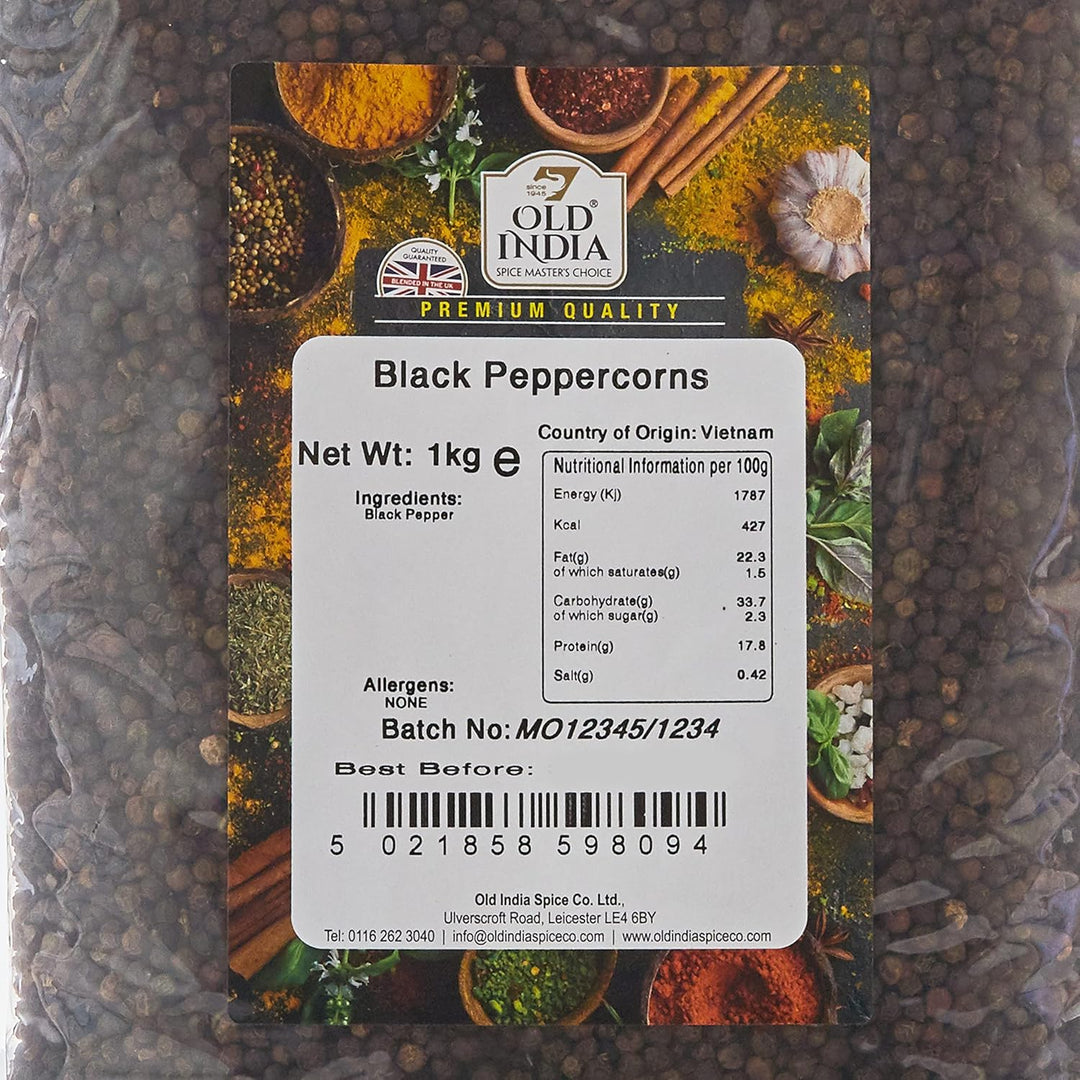 since
1945
OLD
INDIA®
SPICE MASTER'S CHOICE
QUALITY
GUARANTEED
BLENDED IN THE UK
PREMIUM QUALITY
Black Peppercorns
Net Wt: 1kg e
Ingredients:
Black Pepper
Country of Origin: Vietnam
Nutritional Information per 100g
Energy (Kj) 1787
Kcal 427
Fat(g) 22.3
of which saturates(g) 1.5
Carbohydrate(g) 33.7
of which sugar(g) 2.3
Protein(g) 17.8
Salt(g) 0.42
Allergens:
NONE
Batch No: MO12345/1234
Best Before:
5 021858 598094
Old India Spice Co. Ltd.,
Ulverscroft Road, Leicester LE4 6BY
Tel: 0116 262 3040 | info@oldindiaspiceco.com | www.oldindiaspiceco.com